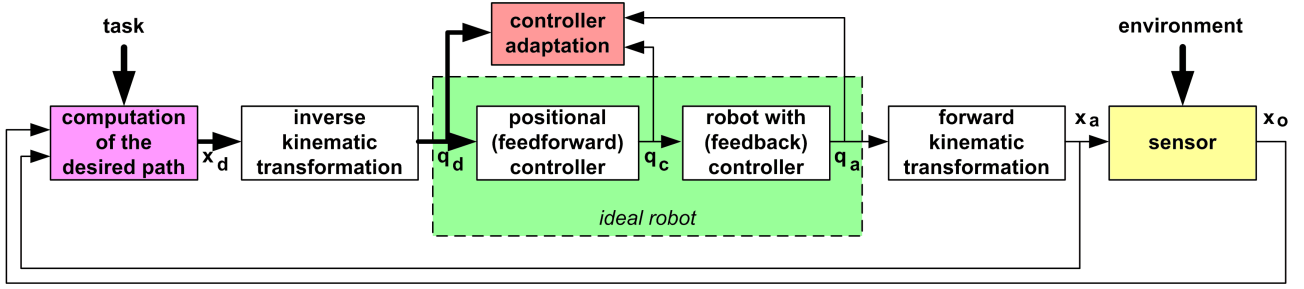 task
controller
adaptation
environment
computation
of the
desired path
x d
inverse
kinematic
transformation
q d
positional
(feedforward)
controller
q c
robot with
(feedback)
controller
q a
forward
kinematic
transformation
x a
sensor
x o
ideal robot